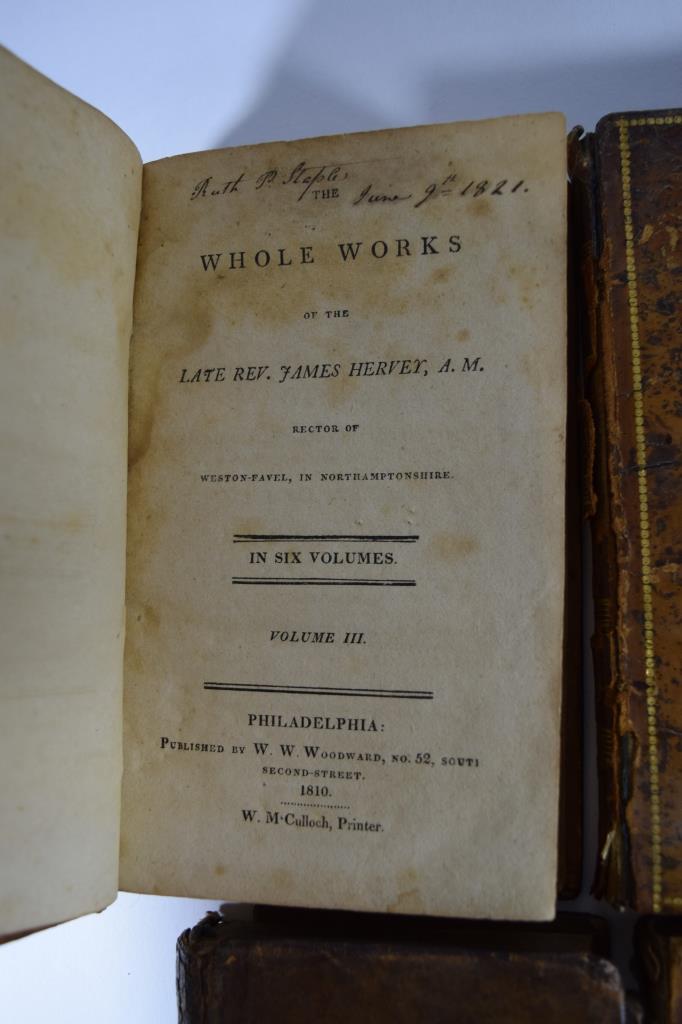 Ruth P. Staples June 9th 1821.
THE
WHOLE WORKS
OF THE
LATE REV. JAMES HERVEY, A. M.
RECTOR OF
WESTON-FAVEL, IN NORTHAMPTONSHIRE.
IN SIX VOLUMES.
VOLUME III.
PHILADELPHIA:
PUBLISHED BY W. W. WOODWARD, NO. 52, SOUTH
SECOND-STREET.
1810.
W. M‘Culloch, Printer.